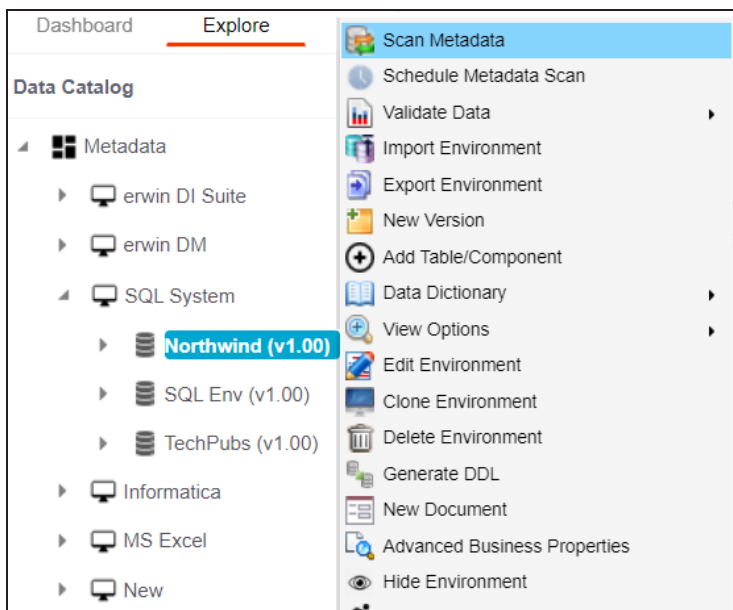 Dashboard
Explore
Data Catalog
Metadata
erwin DI Suite
erwin DM
SQL System
Northwind (v1.00)
SQL Env (v1.00)
TechPubs (v1.00)
Informatica
MS Excel
New
Scan Metadata
Schedule Metadata Scan
Validate Data
Import Environment
Export Environment
New Version
Add Table/Component
Data Dictionary
View Options
Edit Environment
Clone Environment
Delete Environment
Generate DDL
New Document
Advanced Business Properties
Hide Environment